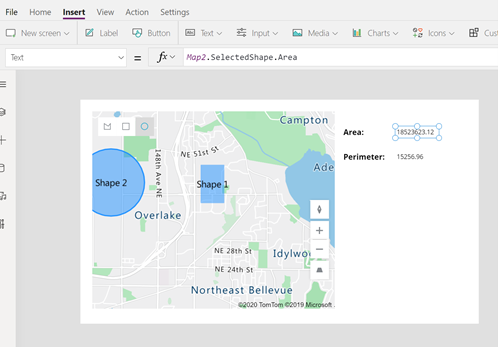 File Home Insert View Action Settings
New screen Label Button Text Input Media Charts Icons Cust
Text = fx Map2.SelectedShape.Area
Campton
Area: 18523623.12
NE 51st St
148th Ave NE
Ade
Perimeter: 15256.96
Shape 2 Shape 1
Overlake
NE 28th St Idylwo
NE 24th St
Northeast Bellevue
©2020 TomTom ©2019 Microsoft